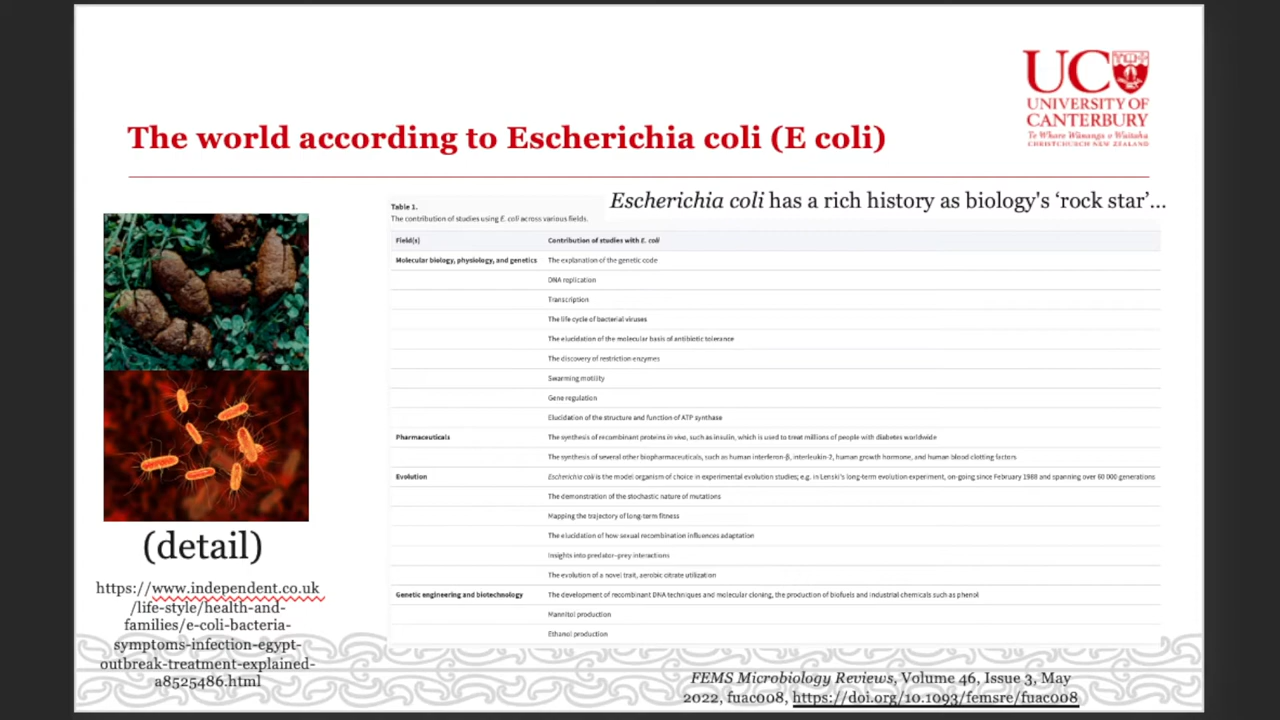 UC
UNIVERSITY OF
CANTERBURY
Te Whare Wānanga o Waitaha
CHRISTCHURCH NEW ZEALAND
The world according to Escherichia coli (E coli)
Escherichia coli has a rich history as biology's ‘rock star’...
Table 1.
The contribution of studies using E. coli across various fields.
Field(s) Contribution of studies with E. coli
Molecular biology, physiology, and genetics The explanation of the genetic code
DNA replication
Transcription
The life cycle of bacterial viruses
The elucidation of the molecular basis of antibiotic tolerance
The discovery of restriction enzymes
Swarming motility
Gene regulation
Elucidation of the structure and function of ATP synthase
Pharmaceuticals The synthesis of recombinant proteins in vivo, such as insulin, which is used to treat millions of people with diabetes worldwide
The synthesis of several other biopharmaceuticals, such as human interferon-β, interleukin-2, human growth hormone, and human blood clotting factors
Evolution Escherichia coli is the model organism of choice in experimental evolution studies; e.g. in Lenski's long-term evolution experiment, on-going since February 1988 and spanning over 60 000 generations
The demonstration of the stochastic nature of mutations
Mapping the trajectory of long-term fitness
The elucidation of how sexual recombination influences adaptation
Insights into predator–prey interactions
The evolution of a novel trait, aerobic citrate utilization
Genetic engineering and biotechnology The development of recombinant DNA techniques and molecular cloning, the production of biofuels and industrial chemicals such as phenol
Mannitol production
Ethanol production
(detail)
https://www.independent.co.uk
/life-style/health-and-
families/e-coli-bacteria-
symptoms-infection-egypt-
outbreak-treatment-explained-
a8525486.html
FEMS Microbiology Reviews, Volume 46, Issue 3, May
2022, fuac008, https://doi.org/10.1093/femsre/fuac008